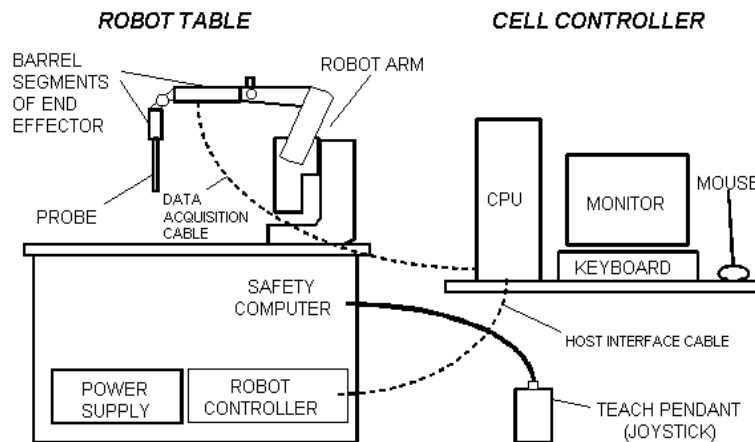 ROBOT TABLE
CELL CONTROLLER
BARREL
SEGMENTS
OF END
EFFECTOR
ROBOT ARM
PROBE
DATA
ACQUISITION
CABLE
CPU
MONITOR
MOUSE
KEYBOARD
SAFETY
COMPUTER
HOST INTERFACE CABLE
POWER
SUPPLY
ROBOT
CONTROLLER
TEACH PENDANT
(JOYSTICK)